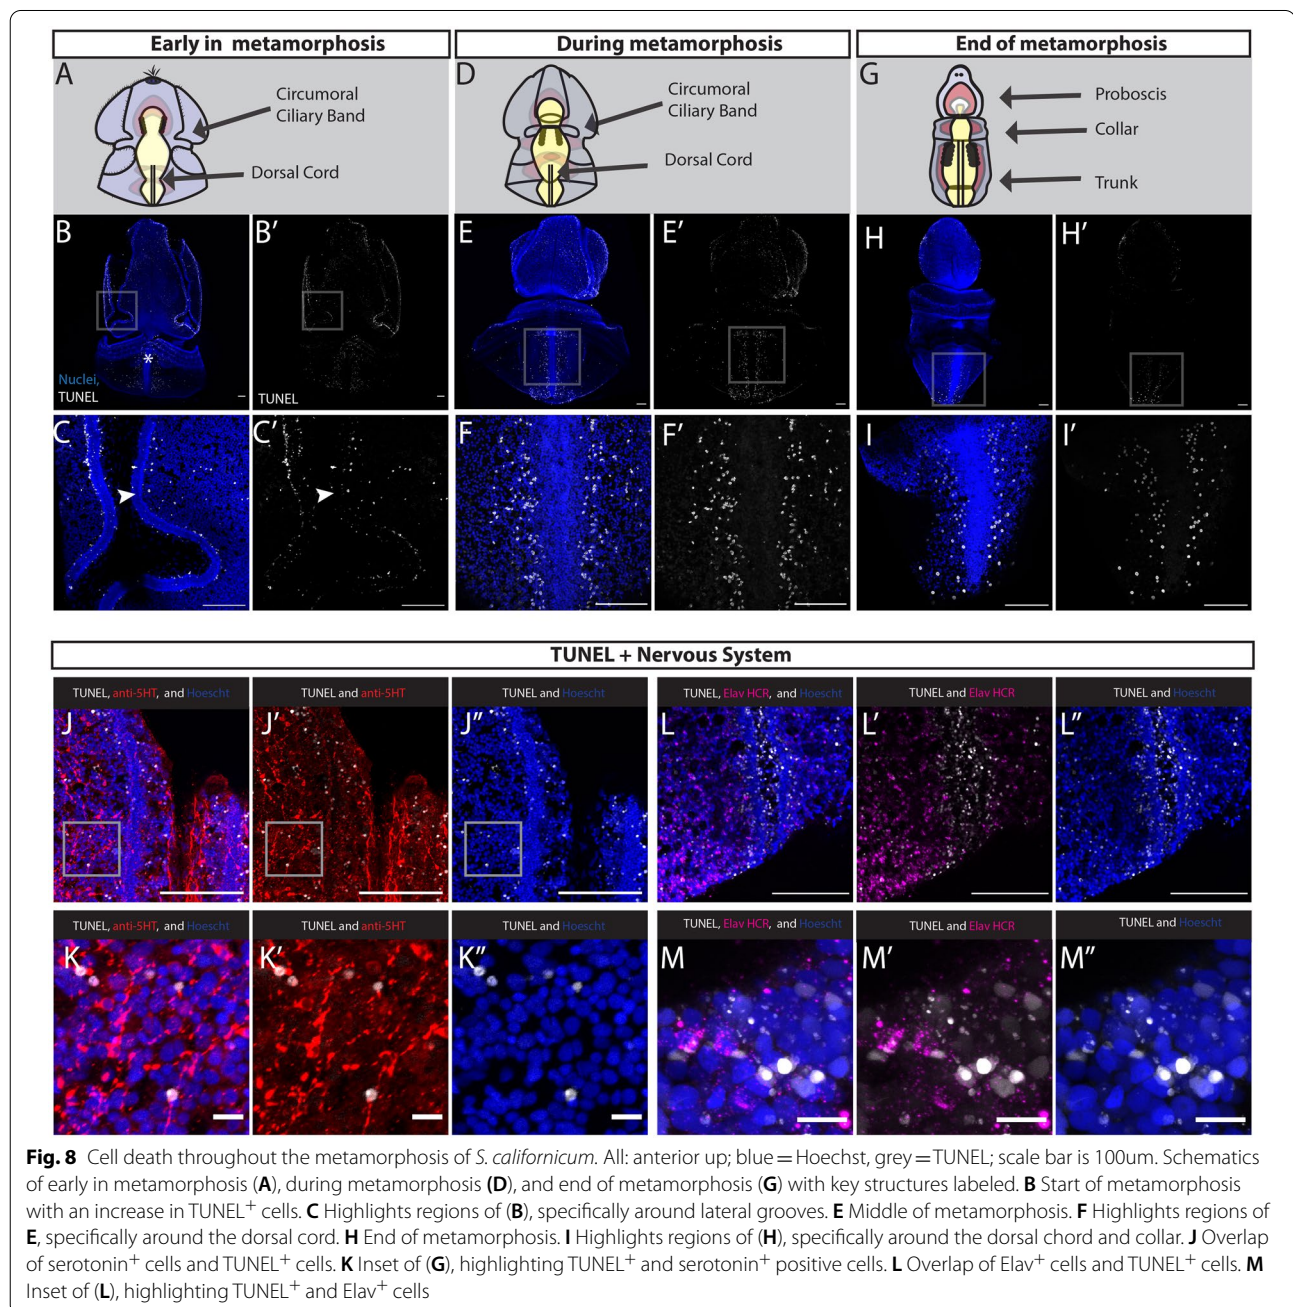 Early in metamorphosis
During metamorphosis
End of metamorphosis
A
Circumoral
Ciliary Band
Dorsal Cord
D
Circumoral
Ciliary Band
Dorsal Cord
G
Proboscis
Collar
Trunk
B
*
Nuclei,
TUNEL
B′
TUNEL
E
E′
H
H′
C
C′
F
F′
I
I′
TUNEL + Nervous System
TUNEL, anti-5HT, and Hoescht
TUNEL and anti-5HT
TUNEL and Hoescht
TUNEL, Elav HCR, and Hoescht
TUNEL and Elav HCR
TUNEL and Hoescht
J
J′
J″
L
L′
L″
TUNEL, anti-5HT, and Hoescht
TUNEL and anti-5HT
TUNEL and Hoescht
TUNEL, Elav HCR, and Hoescht
TUNEL and Elav HCR
TUNEL and Hoescht
K
K′
K″
M
M′
M″
Fig. 8 Cell death throughout the metamorphosis of S. californicum. All: anterior up; blue = Hoechst, grey = TUNEL; scale bar is 100um. Schematics
of early in metamorphosis (A), during metamorphosis (D), and end of metamorphosis (G) with key structures labeled. B Start of metamorphosis
with an increase in TUNEL⁺ cells. C Highlights regions of (B), specifically around lateral grooves. E Middle of metamorphosis. F Highlights regions of
E, specifically around the dorsal cord. H End of metamorphosis. I Highlights regions of (H), specifically around the dorsal chord and collar. J Overlap
of serotonin⁺ cells and TUNEL⁺ cells. K Inset of (G), highlighting TUNEL⁺ and serotonin⁺ positive cells. L Overlap of Elav⁺ cells and TUNEL⁺ cells. M
Inset of (L), highlighting TUNEL⁺ and Elav⁺ cells